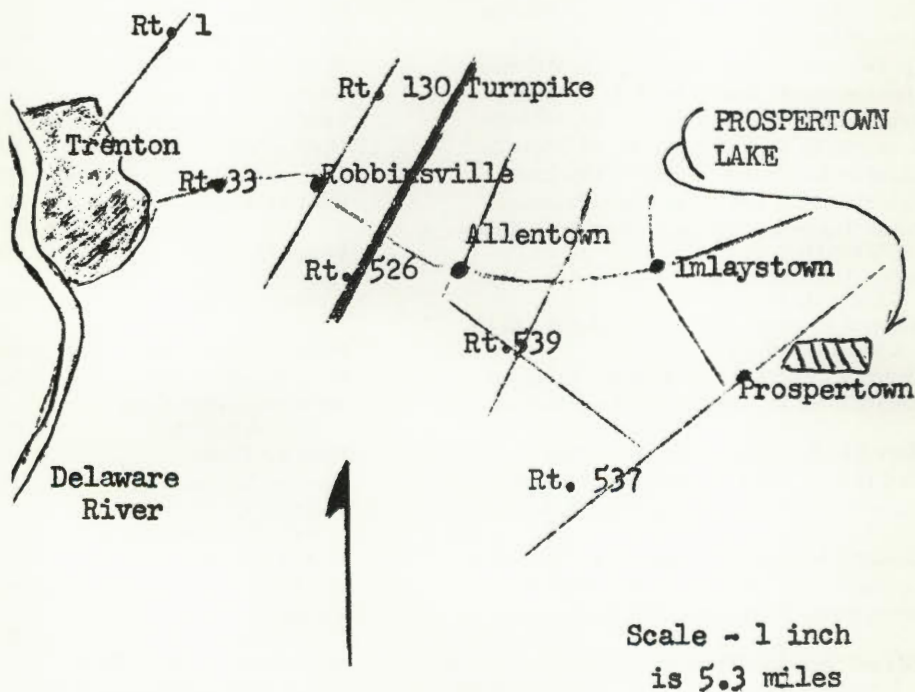 Rt. 1
Rt. 130 Turnpike
PROSPERTOWN
LAKE
Trenton
Rt. 33
Robbinsville
Allentown
Rt. 526
Imlaystown
Rt. 539
Prospertown
Rt. 537
Delaware
River
Scale - 1 inch
is 5.3 miles